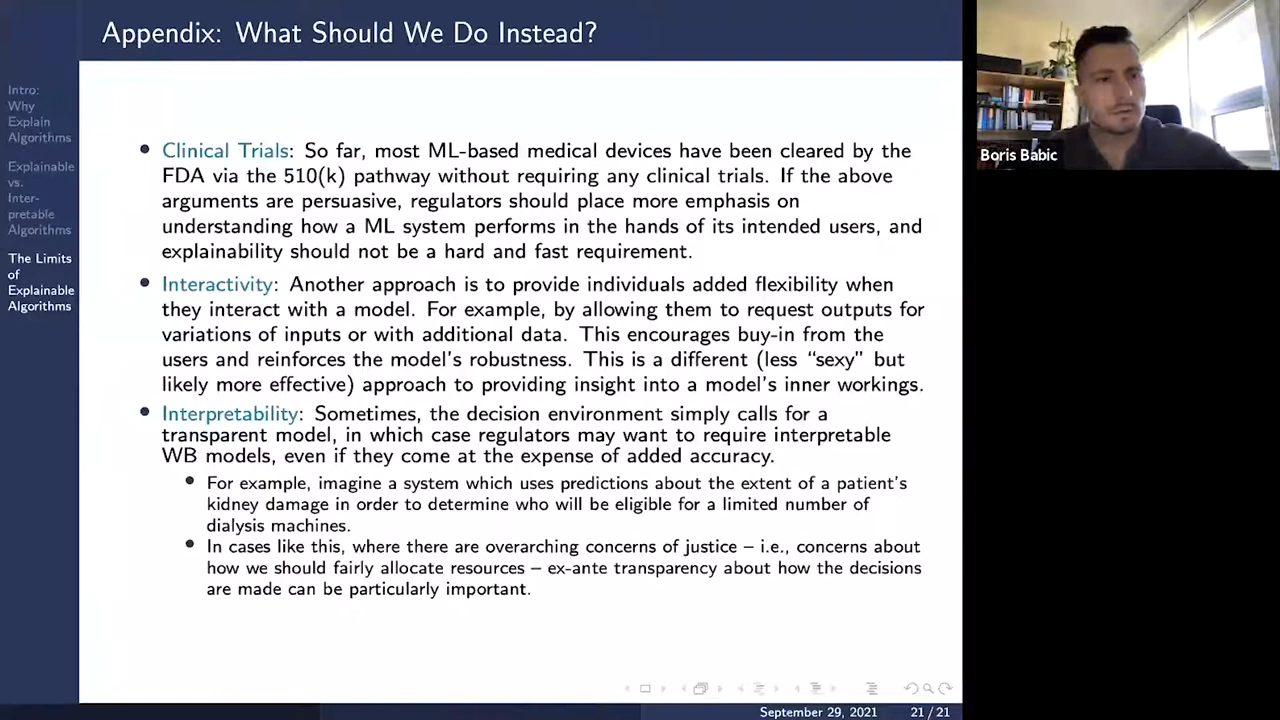 Appendix: What Should We Do Instead?
Intro:
Why
Explain
Algorithms
Explainable
vs.
Inter-
pretable
Algorithms
The Limits
of
Explainable
Algorithms
Clinical Trials: So far, most ML-based medical devices have been cleared by the
FDA via the 510(k) pathway without requiring any clinical trials. If the above
arguments are persuasive, regulators should place more emphasis on
understanding how a ML system performs in the hands of its intended users, and
explainability should not be a hard and fast requirement.
Interactivity: Another approach is to provide individuals added flexibility when
they interact with a model. For example, by allowing them to request outputs for
variations of inputs or with additional data. This encourages buy-in from the
users and reinforces the model's robustness. This is a different (less “sexy” but
likely more effective) approach to providing insight into a model's inner workings.
Interpretability: Sometimes, the decision environment simply calls for a
transparent model, in which case regulators may want to require interpretable
WB models, even if they come at the expense of added accuracy.
For example, imagine a system which uses predictions about the extent of a patient's
kidney damage in order to determine who will be eligible for a limited number of
dialysis machines.
In cases like this, where there are overarching concerns of justice – i.e., concerns about
how we should fairly allocate resources – ex-ante transparency about how the decisions
are made can be particularly important.
September 29, 2021 21/21
Boris Babic